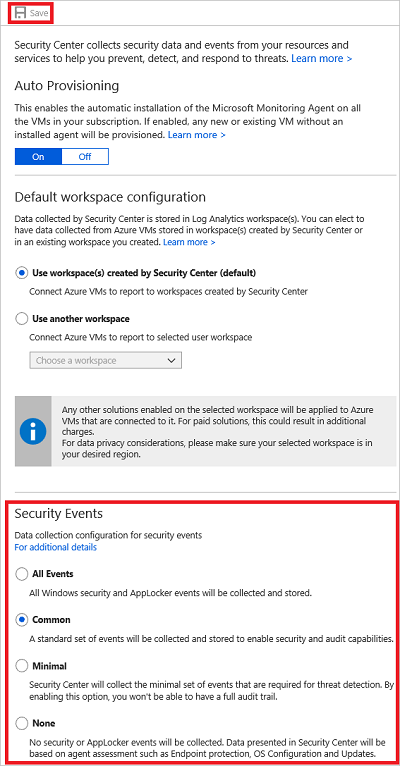 Save
Security Center collects security data and events from your resources and
services to help you prevent, detect, and respond to threats. Learn more >
Auto Provisioning
This enables the automatic installation of the Microsoft Monitoring Agent on all
the VMs in your subscription. If enabled, any new or existing VM without an
installed agent will be provisioned. Learn more >
On Off
Default workspace configuration
Data collected by Security Center is stored in Log Analytics workspace(s). You can elect to
have data collected from Azure VMs stored in workspace(s) created by Security Center or
in an existing workspace you created. Learn more >
Use workspace(s) created by Security Center (default)
Connect Azure VMs to report to workspaces created by Security Center
Use another workspace
Connect Azure VMs to report to selected user workspace
Choose a workspace
Any other solutions enabled on the selected workspace will be applied to Azure
VMs that are connected to it. For paid solutions, this could result in additional
charges.
For data privacy considerations, please make sure your selected workspace is in
your desired region.
Security Events
Data collection configuration for security events
For additional details
All Events
All Windows security and AppLocker events will be collected and stored.
Common
A standard set of events will be collected and stored to enable security and audit capabilities.
Minimal
Security Center will collect the minimal set of events that are required for threat detection. By
enabling this option, you won't be able to have a full audit trail.
None
No security or AppLocker events will be collected. Data presented in Security Center will be
based on agent assessment such as Endpoint protection, OS Configuration and Updates.